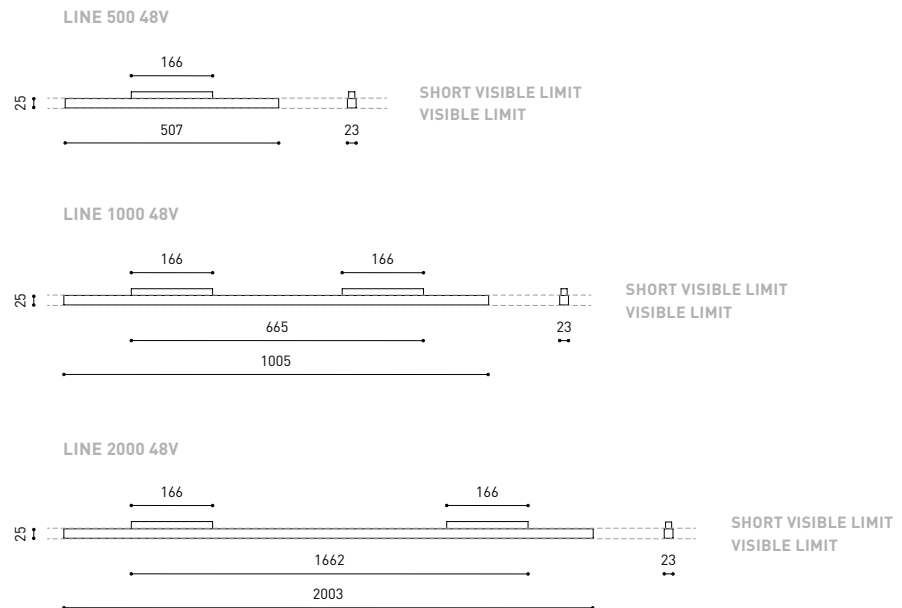 LINE 500 48V
166
25
SHORT VISIBLE LIMIT
VISIBLE LIMIT
507
23
LINE 1000 48V
166
166
25
SHORT VISIBLE LIMIT
VISIBLE LIMIT
665
23
1005
LINE 2000 48V
166
166
25
SHORT VISIBLE LIMIT
VISIBLE LIMIT
1662
23
2003